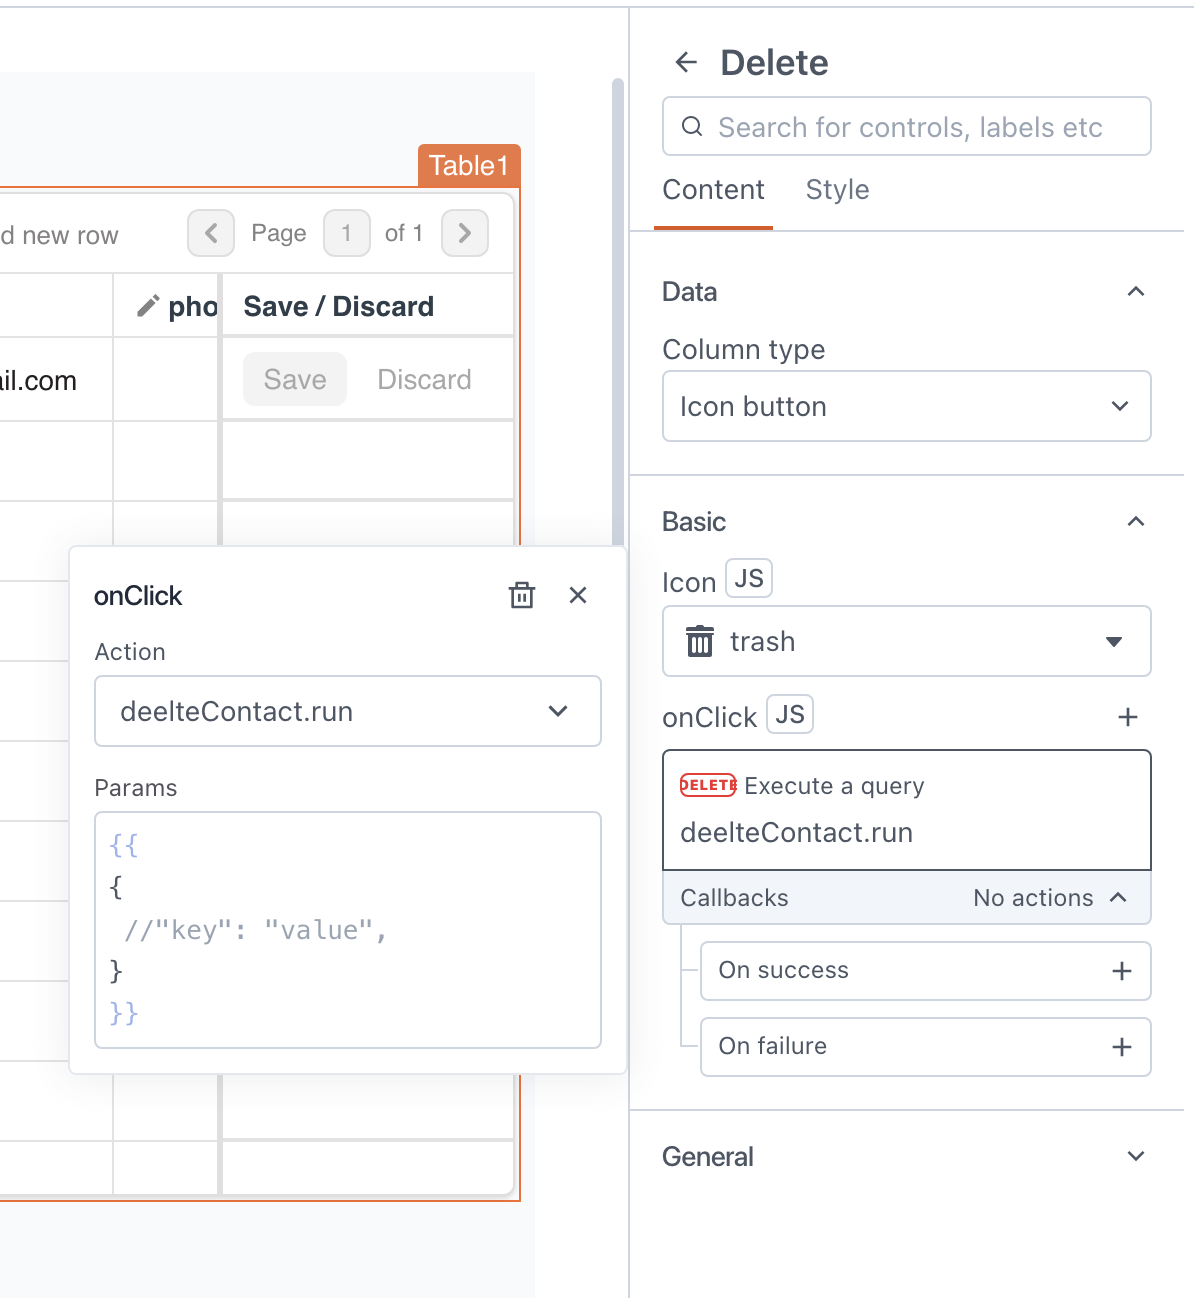 Table1
d new row
Page
1
of 1
pho
Save / Discard
ail.com
Save
Discard
onClick
Action
deelteContact.run
Params
{{
{
//"key": "value",
}
}}
Delete
Search for controls, labels etc
Content
Style
Data
Column type
Icon button
Basic
Icon
JS
trash
onClick
JS
DELETE Execute a query
deelteContact.run
Callbacks
No actions
On success
On failure
General